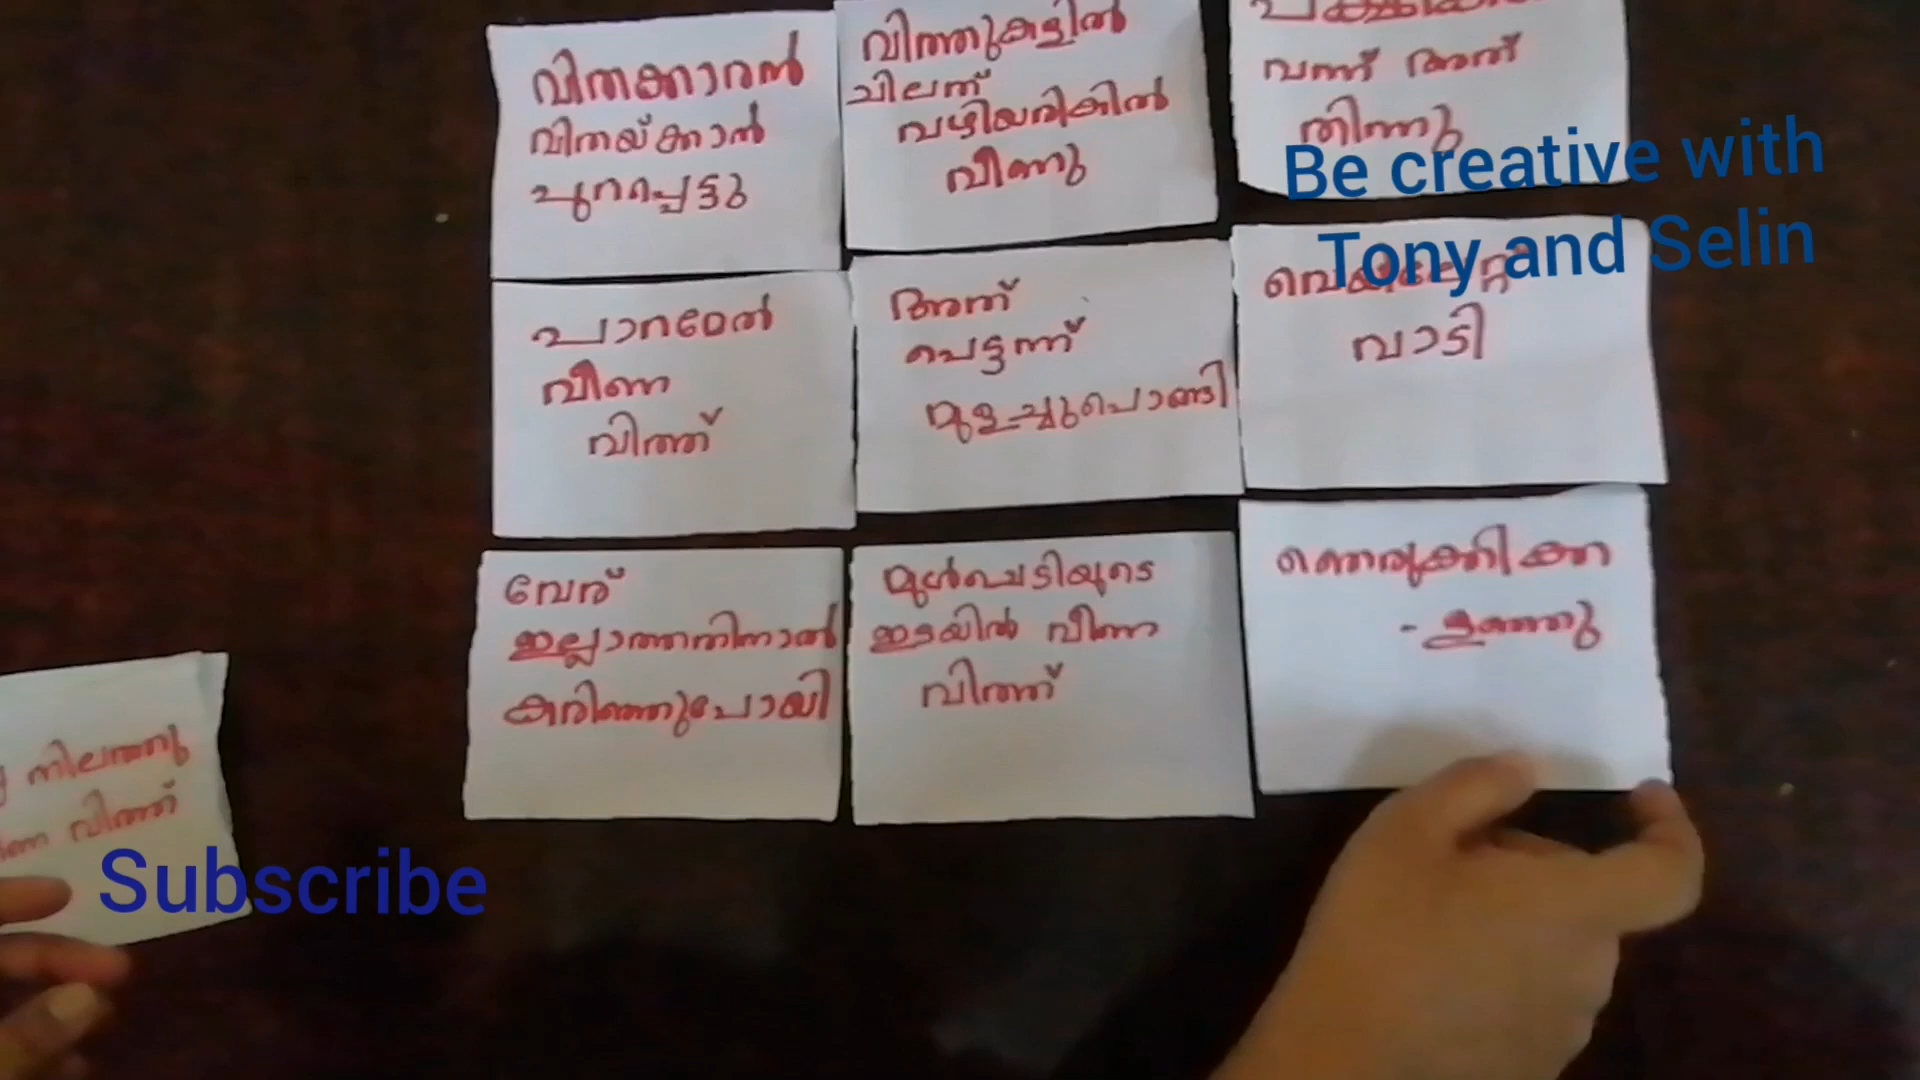 വിതക്കാരൻ
വിതയ്ക്കാൻ
പുറപ്പെട്ടു
വിത്തുകളിൽ
ചിലത്
വഴിയരികിൽ
വീണു
വന്ന് അത്
തിന്നു
Be creative with
Tony and Selin
പാറമേൽ
വീണ
വിത്ത്
അത്
പെട്ടന്ന്
മുളച്ചുപൊങ്ങി
വെയിലേറ്റ്
വാടി
വേര്
ഇല്ലാത്തതിനാൽ
കരിഞ്ഞുപോയി
മുൾചെടിയുടെ
ഇടയിൽ വീണ
വിത്ത്
ഞെരുക്കിക്ക
-ളഞ്ഞു
നിലത്തു
വിത്ത്
Subscribe